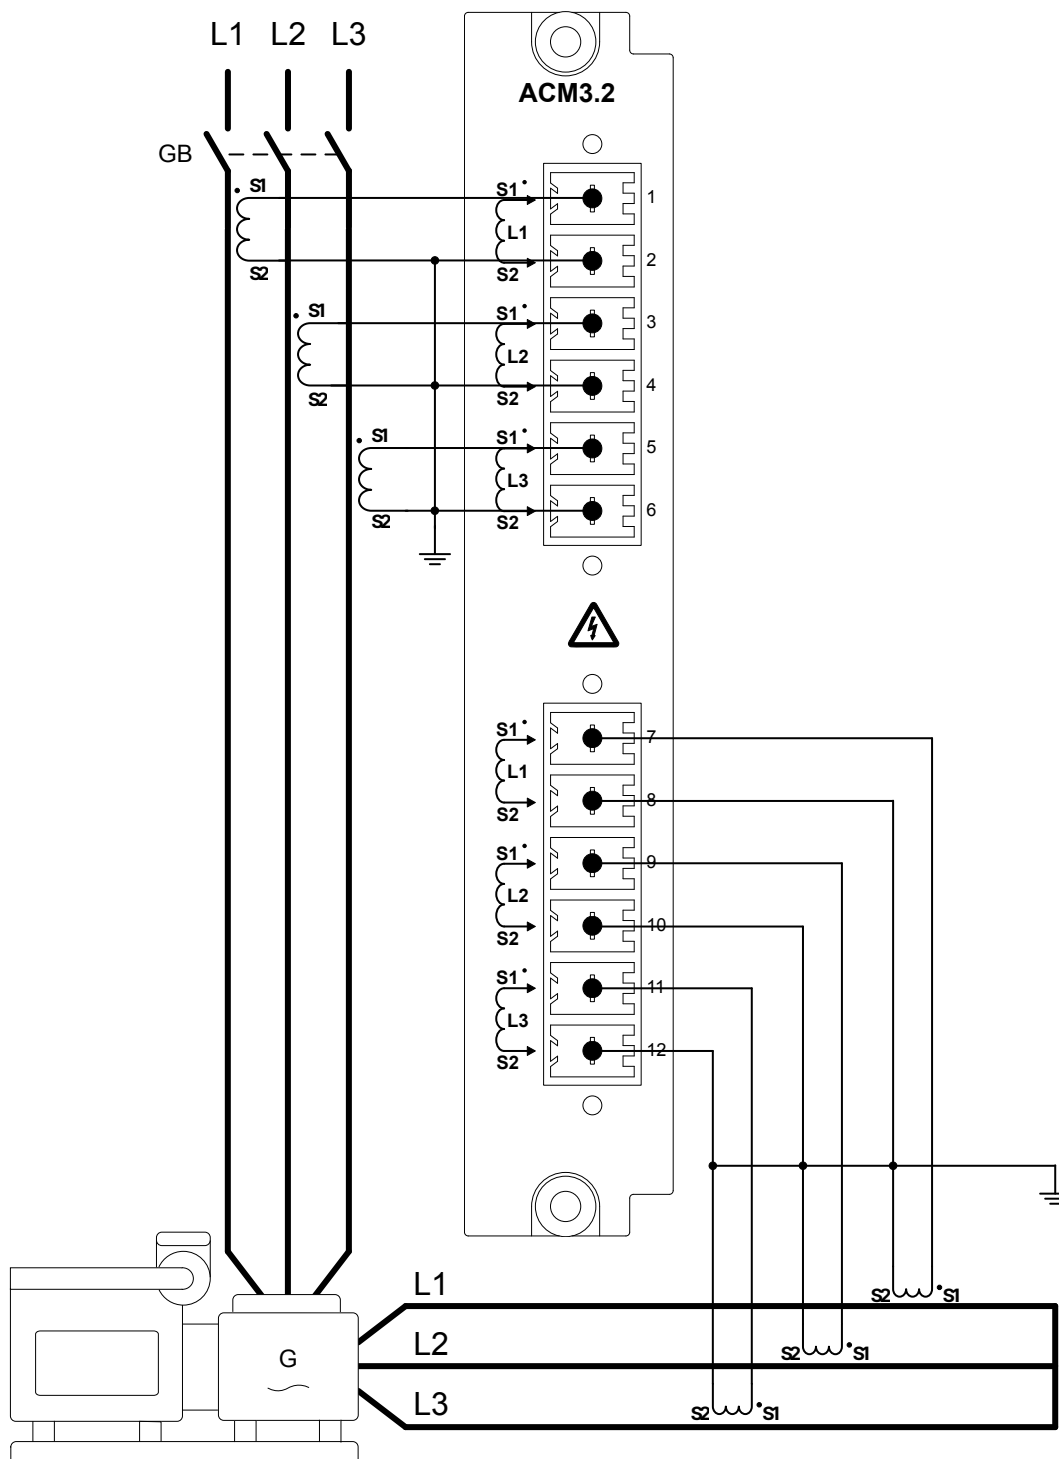 L1 L2 L3
ACM3.2
GB
S1 S1 1
L1
S2 S2 2
S1 S1 3
L2
S2 S2 4
S1 S1 5
L3
S2 S2 6
S1 7
L1
S2 8
S1 9
L2
S2 10
S1 11
L3
S2 12
L1 S2 S1
L2 S2 S1
G
L3 S2 S1